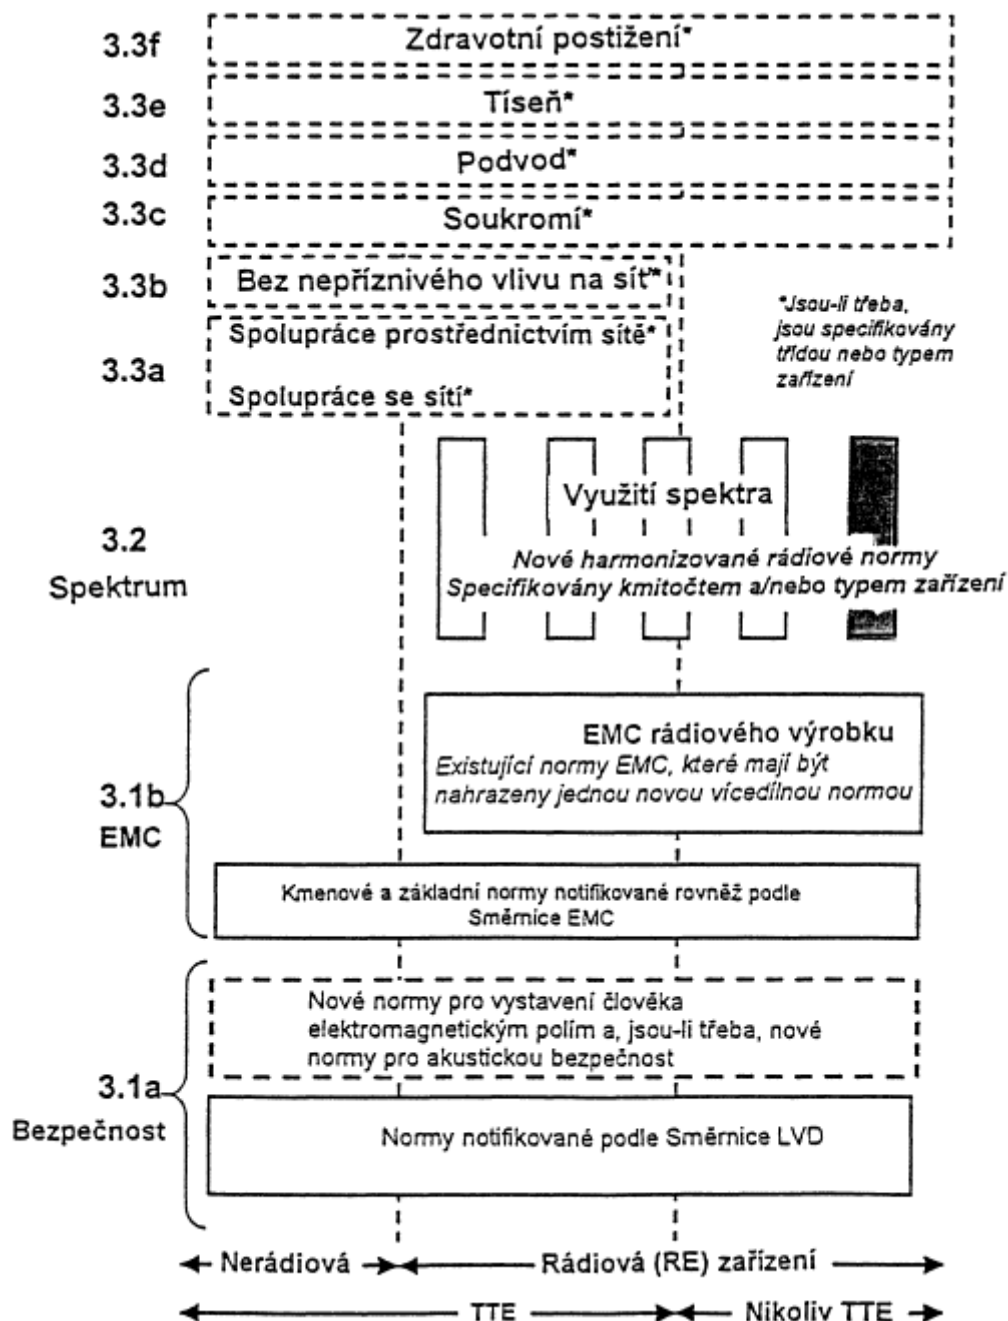 3.3f
Zdravotní postižení*
3.3e
Tíseň*
3.3d
Podvod*
3.3c
Soukromí*
3.3b
Bez nepříznivého vlivu na síť*
3.3a
Spolupráce prostřednictvím sítě*
Spolupráce se sítí*
*Jsou-li třeba,
jsou specifikovány
třídou nebo typem
zařízení
3.2
Spektrum
Využití spektra
Nové harmonizované rádiové normy
Specifikovány kmitočtem a/nebo typem zařízení
3.1b
EMC
EMC rádiového výrobku
Existující normy EMC, které mají být
nahrazeny jednou novou vícedílnou normou
Kmenové a základní normy notifikované rovněž podle
Směrnice EMC
3.1a
Bezpečnost
Nové normy pro vystavení člověka
elektromagnetickým polím a, jsou-li třeba, nové
normy pro akustickou bezpečnost
Normy notifikované podle Směrnice LVD
Nerádiová
Rádiová (RE) zařízení
TTE
Nikoliv TTE